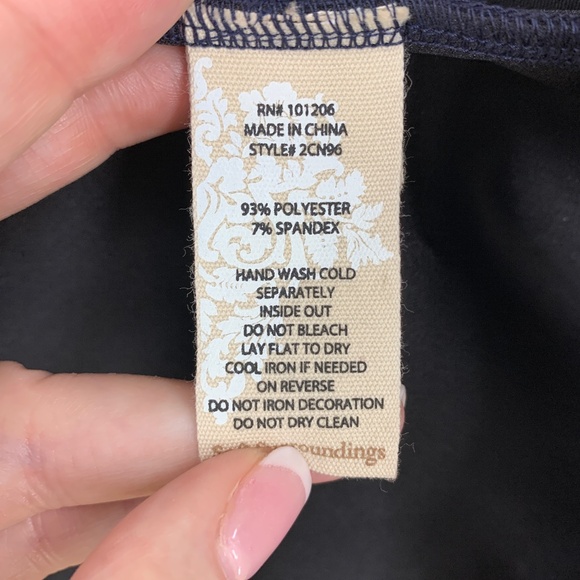 RN# 101206
MADE IN CHINA
STYLE# 2CN96
93% POLYESTER
7% SPANDEX
HAND WASH COLD
SEPARATELY
INSIDE OUT
DO NOT BLEACH
LAY FLAT TO DRY
COOL IRON IF NEEDED
ON REVERSE
DO NOT IRON DECORATION
DO NOT DRY CLEAN